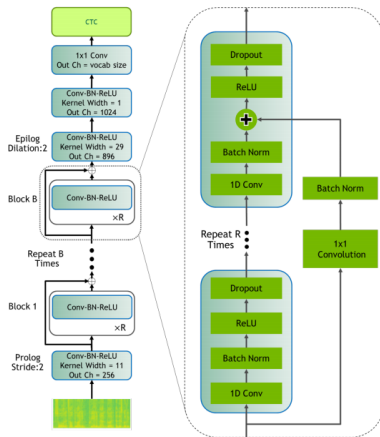 CTC
1x1 Conv
Out Ch = vocab size
Conv-BN-ReLU
Kernel Width = 1
Out Ch = 1024
Epilog
Dilation:2
Conv-BN-ReLU
Kernel Width = 29
Out Ch = 896
Block B
Conv-BN-ReLU
×R
Repeat B
Times
Block 1
Conv-BN-ReLU
×R
Prolog
Stride:2
Conv-BN-ReLU
Kernel Width = 11
Out Ch = 256
Dropout
ReLU
+
Batch Norm
1D Conv
Batch Norm
1x1
Convolution
Repeat R
Times
Dropout
ReLU
Batch Norm
1D Conv